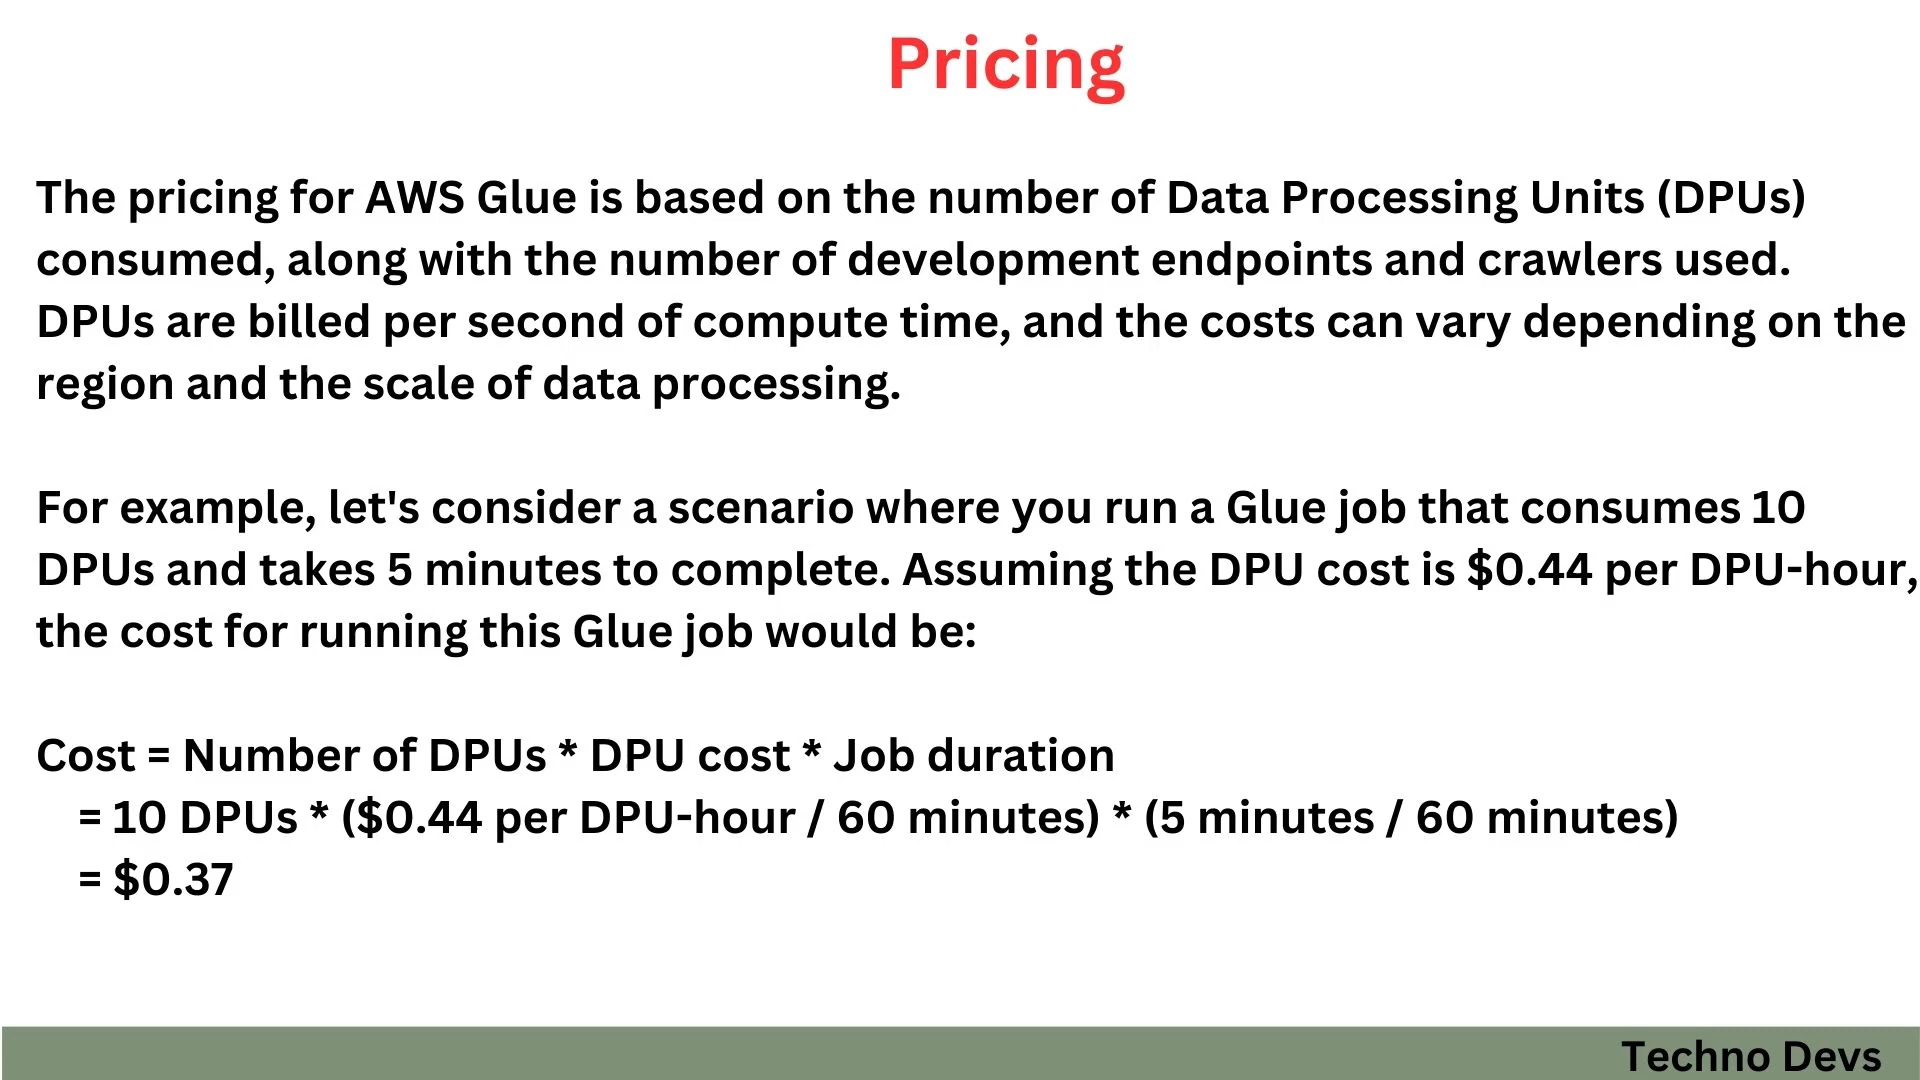 Pricing
The pricing for AWS Glue is based on the number of Data Processing Units (DPUs)
consumed, along with the number of development endpoints and crawlers used.
DPUs are billed per second of compute time, and the costs can vary depending on the
region and the scale of data processing.
For example, let's consider a scenario where you run a Glue job that consumes 10
DPUs and takes 5 minutes to complete. Assuming the DPU cost is $0.44 per DPU-hour,
the cost for running this Glue job would be:
Cost = Number of DPUs * DPU cost * Job duration
= 10 DPUs * ($0.44 per DPU-hour / 60 minutes) * (5 minutes / 60 minutes)
= $0.37
Techno Devs